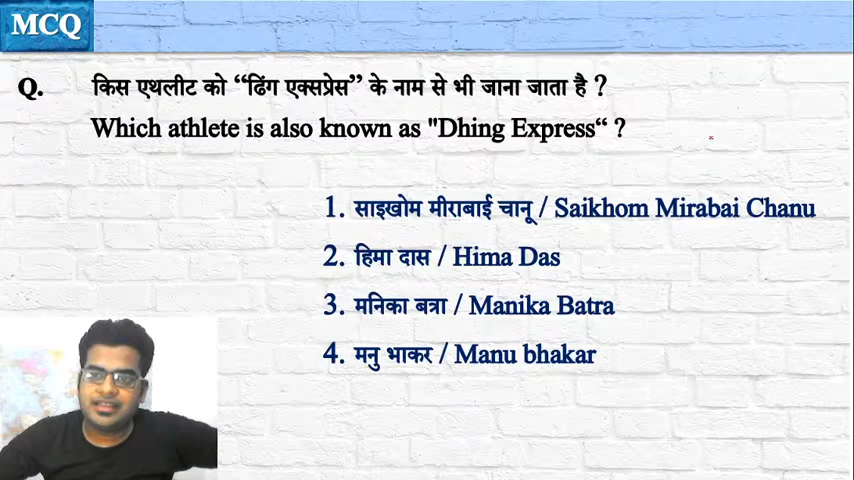 MCQ
Q. किस एथलीट को “ढिंग एक्सप्रेस” के नाम से भी जाना जाता है ?
Which athlete is also known as "Dhing Express“ ?
1. साइखोम मीराबाई चानू / Saikhom Mirabai Chanu
2. हिमा दास / Hima Das
3. मनिका बत्रा / Manika Batra
4. मनु भाकर / Manu bhakar